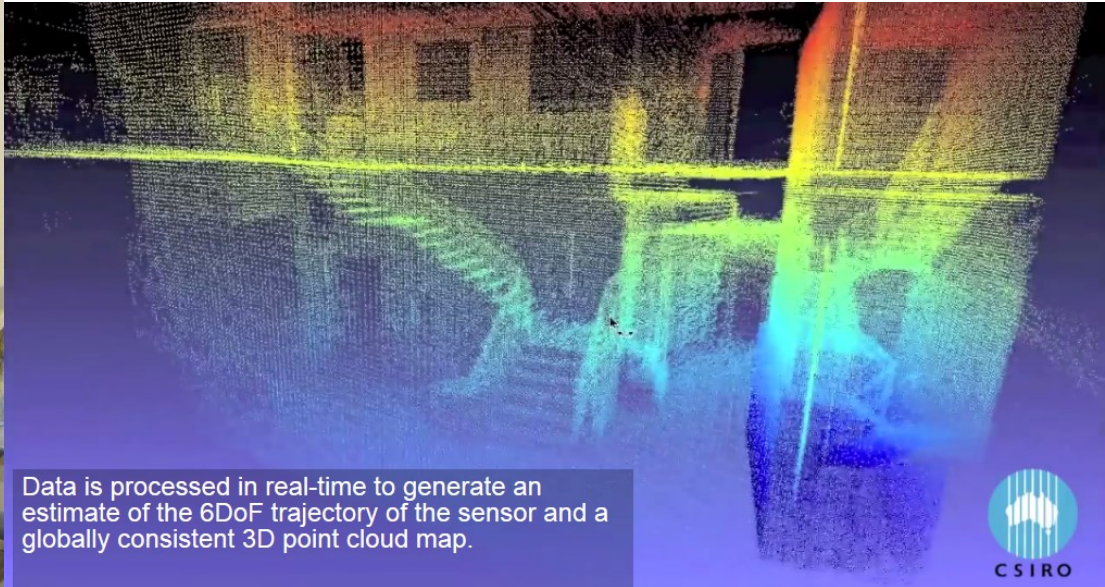 Data is processed in real-time to generate an
estimate of the 6DoF trajectory of the sensor and a
globally consistent 3D point cloud map.
CSIRO